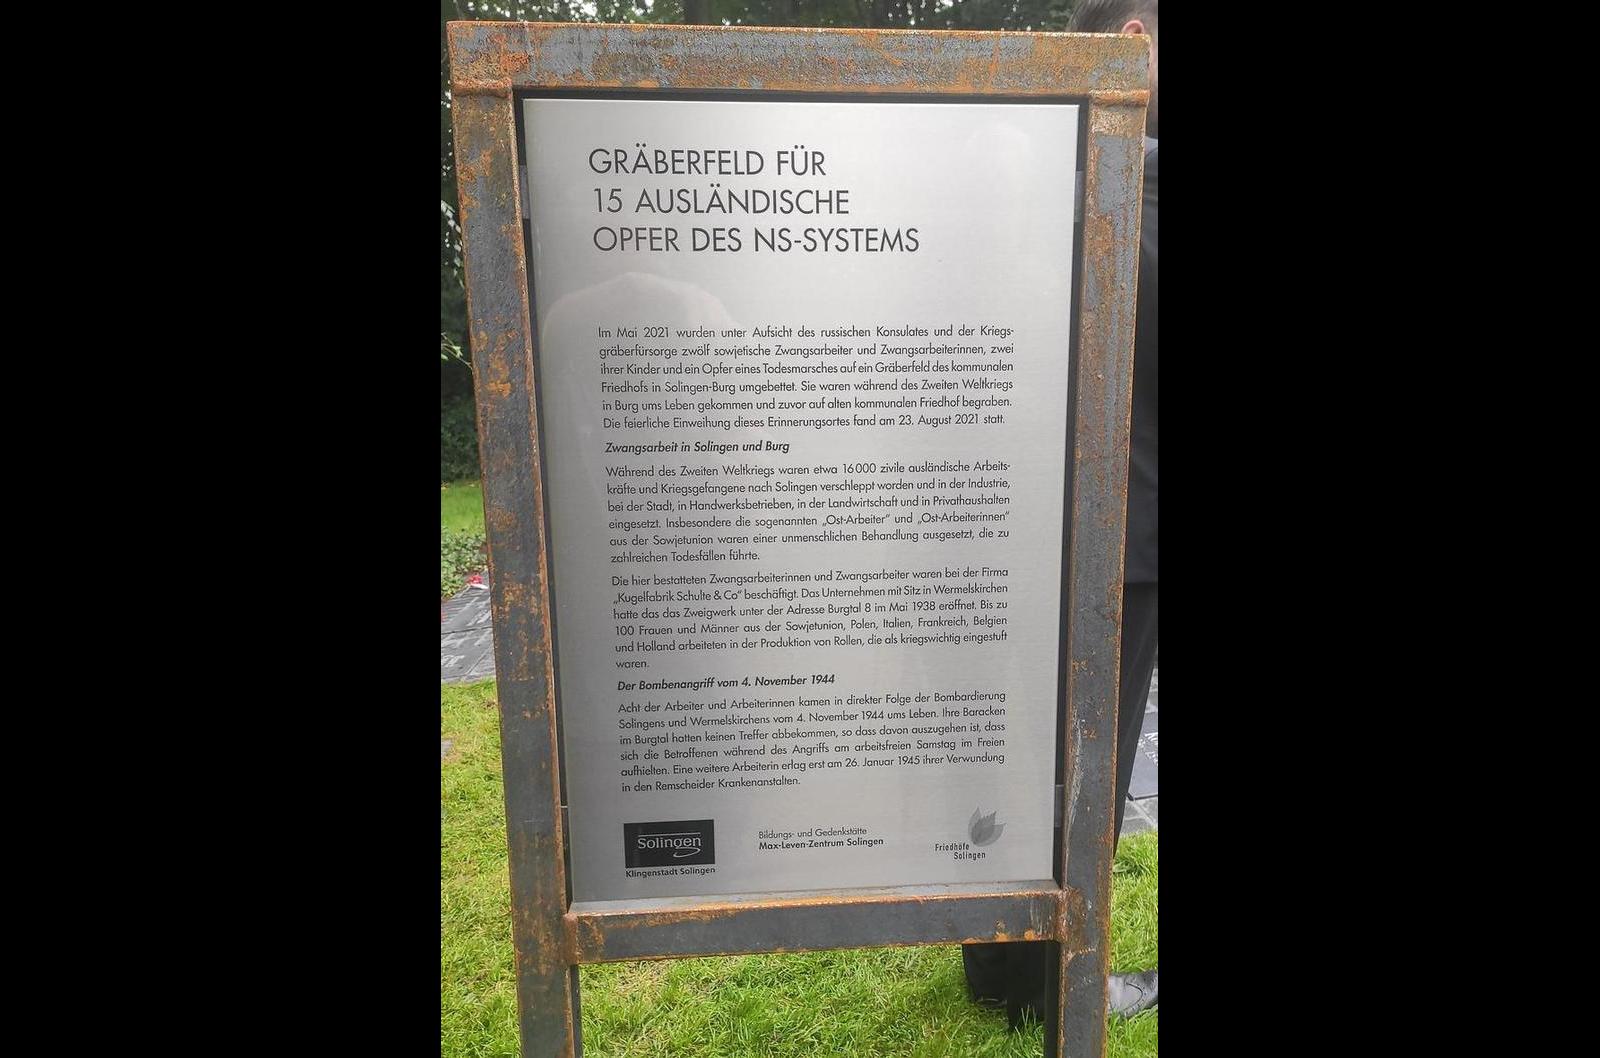 GRÄBERFELD FÜR
15 AUSLÄNDISCHE
OPFER DES NS-SYSTEMS
Im Mai 2021 wurden unter Aufsicht des russischen Konsulates und der Kriegs-
gräberfürsorge zwölf sowjetische Zwangsarbeiter und Zwangsarbeiterinnen, zwei
ihrer Kinder und ein Opfer eines Todesmarsches auf ein Gräberfeld des kommunalen
Friedhofs in Solingen-Burg umgebettet. Sie waren während des Zweiten Weltkriegs
in Burg ums Leben gekommen und zuvor auf alten kommunalen Friedhof begraben.
Die feierliche Einweihung dieses Erinnerungsortes fand am 23. August 2021 statt.
Zwangsarbeit in Solingen und Burg
Während des Zweiten Weltkriegs waren etwa 16000 zivile ausländische Arbeits-
kräfte und Kriegsgefangene nach Solingen verschleppt worden und in der Industrie,
bei der Stadt, in Handwerksbetrieben, in der Landwirtschaft und in Privathaushalten
eingesetzt. Insbesondere die sogenannten „Ost-Arbeiter“ und „Ost-Arbeiterinnen“
aus der Sowjetunion waren einer unmenschlichen Behandlung ausgesetzt, die zu
zahlreichen Todesfällen führte.
Die hier bestatteten Zwangsarbeiterinnen und Zwangsarbeiter waren bei der Firma
„Kugelfabrik Schulte & Co“ beschäftigt. Das Unternehmen mit Sitz in Wermelskirchen
hatte das das Zweigwerk unter der Adresse Burgtal 8 im Mai 1938 eröffnet. Bis zu
100 Frauen und Männer aus der Sowjetunion, Polen, Italien, Frankreich, Belgien
und Holland arbeiteten in der Produktion von Rollen, die als kriegswichtig eingestuft
waren.
Der Bombenangriff vom 4. November 1944
Acht der Arbeiter und Arbeiterinnen kamen in direkter Folge der Bombardierung
Solingens und Wermelskirchens vom 4. November 1944 ums Leben. Ihre Baracken
im Burgtal hatten keinen Treffer abbekommen, so dass davon auszugehen ist, dass
sich die Betroffenen während des Angriffs am arbeitsfreien Samstag im Freien
aufhielten. Eine weitere Arbeiterin erlag erst am 26. Januar 1945 ihrer Verwundung
in den Remscheider Krankenanstalten.
Solingen
Klingenstadt Solingen
Bildungs- und Gedenkstätte
Max-Leven-Zentrum Solingen
Friedhöfe
Solingen